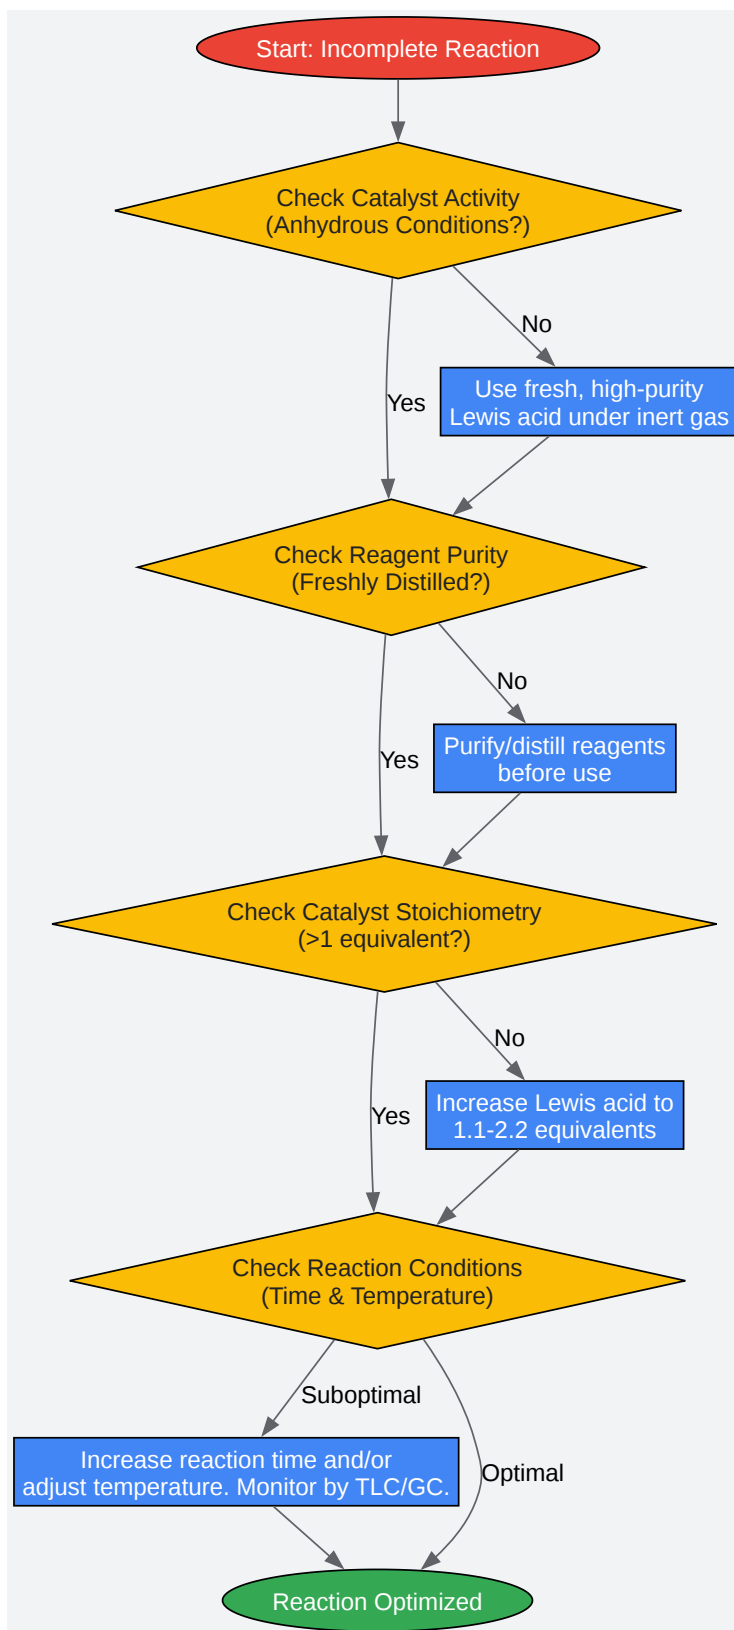 Start: Incomplete Reaction
Check Catalyst Activity
(Anhydrous Conditions?)
No
Use fresh, high-purity
Lewis acid under inert gas
Yes
Check Reagent Purity
(Freshly Distilled?)
No
Purify/distill reagents
before use
Yes
Check Catalyst Stoichiometry
(>1 equivalent?)
No
Increase Lewis acid to
1.1-2.2 equivalents
Yes
Check Reaction Conditions
(Time & Temperature)
Suboptimal
Increase reaction time and/or
adjust temperature. Monitor by TLC/GC.
Optimal
Reaction Optimized